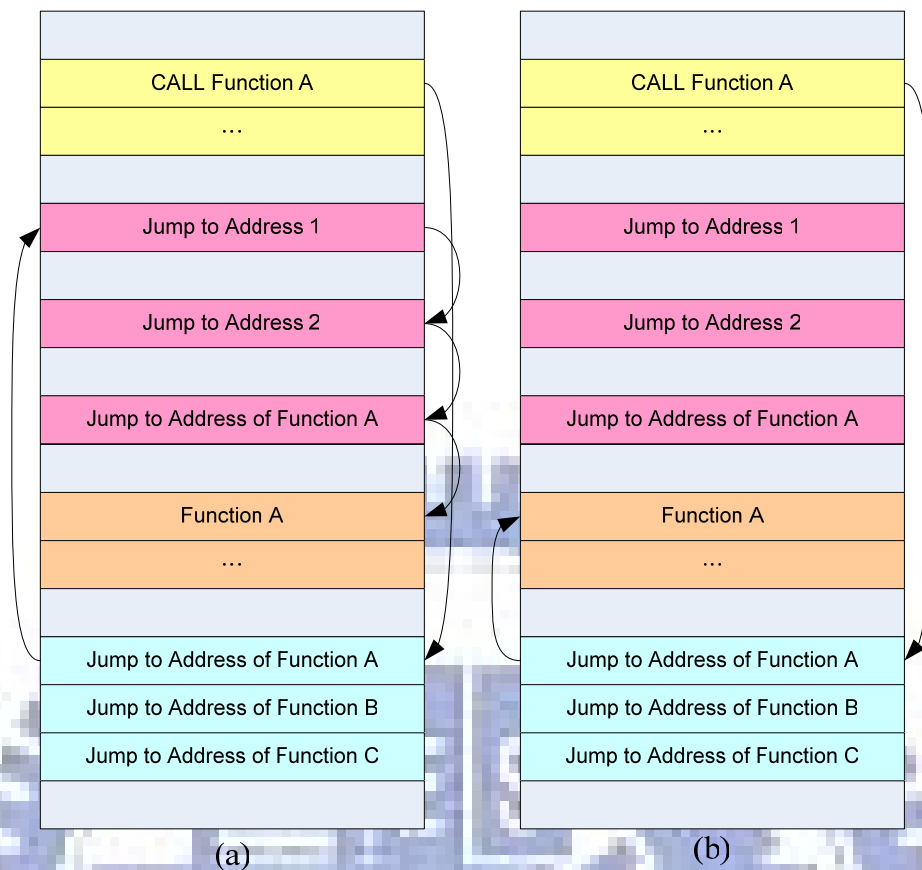 CALL Function A
...
Jump to Address 1
Jump to Address 2
Jump to Address of Function A
Function A
...
Jump to Address of Function A
Jump to Address of Function B
Jump to Address of Function C
(a)
CALL Function A
...
Jump to Address 1
Jump to Address 2
Jump to Address of Function A
Function A
...
Jump to Address of Function A
Jump to Address of Function B
Jump to Address of Function C
(b)